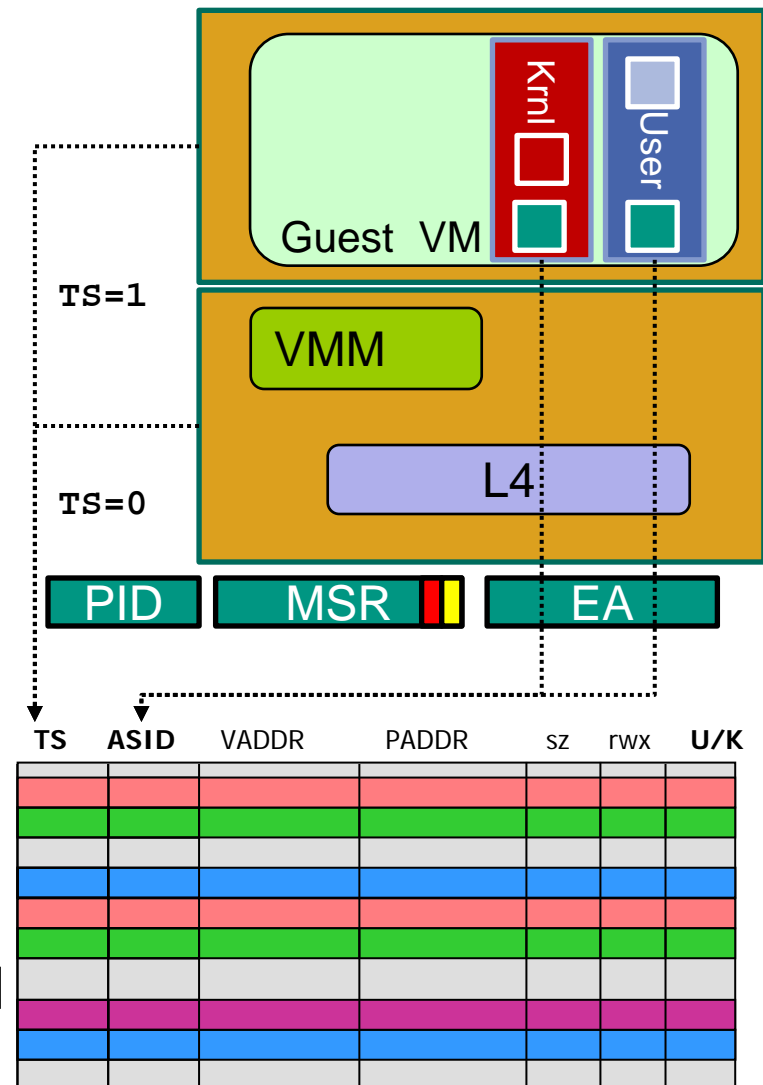 Krnl
User
Guest VM
TS=1
VMM
L4
TS=0
PID MSR EA
TS ASID VADDR PADDR sz rwx U/K